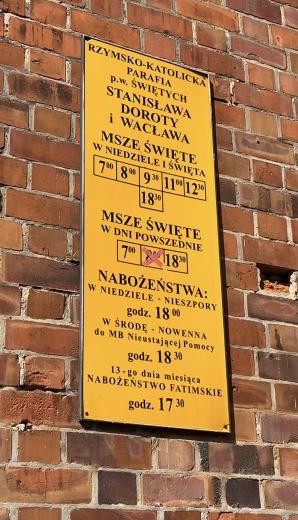 RZYMSKO-KATOLICKA
PARAFIA
p.w. ŚWIĘTYCH
STANISŁAWA
DOROTY
i WACŁAWA
MSZE ŚWIĘTE
W NIEDZIELE I ŚWIĘTA
7⁰⁰ 8⁰⁰ 9³⁰ 11⁰⁰ 12³⁰
18³⁰
MSZE ŚWIĘTE
W DNI POWSZEDNIE
7⁰⁰ 18³⁰
NABOŻEŃSTWA:
W NIEDZIELE - NIESZPORY
godz. 18⁰⁰
W ŚRODĘ - NOWENNA
do MB Nieustającej Pomocy
godz. 18³⁰
13-go dnia miesiąca
NABOŻEŃSTWO FATIMSKIE
godz. 17³⁰